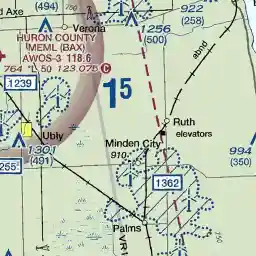 (494)
Verona
Axe
HURON COUNTY
MEML (BAX)
AWOS-3 118.6
764 *L 50 123.075 C
1239
1⁵
1256
(500)
922
(258)
Ruth
elevators
Ubly
1301
(491)
Minden City
910
994
(350)
255
1362
Palms